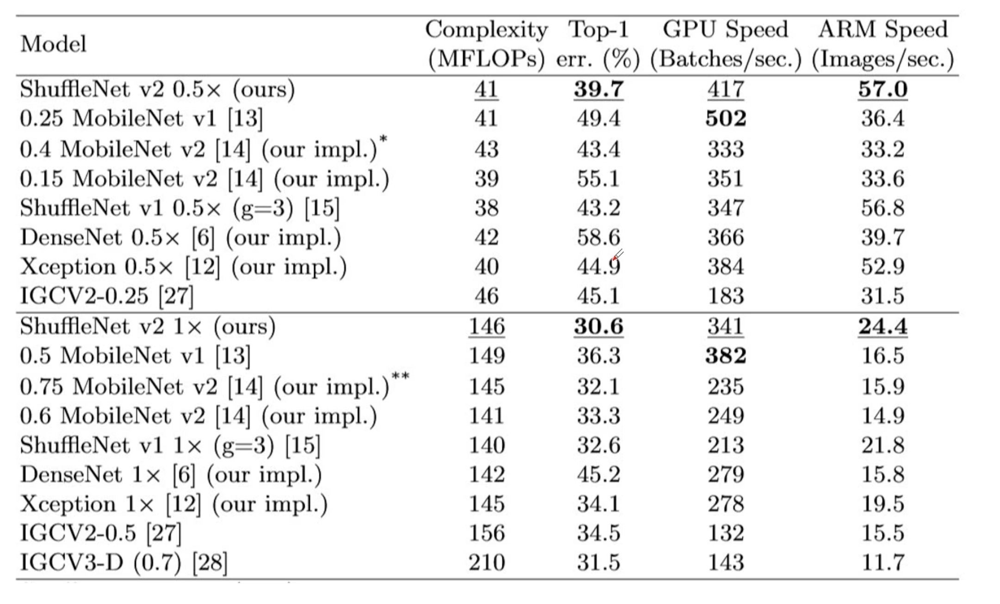 Model Complexity (MFLOPs) Top-1 err. (%) GPU Speed (Batches/sec.) ARM Speed (Images/sec.)
ShuffleNet v2 0.5× (ours) 41 39.7 417 57.0
0.25 MobileNet v1 [13] 41 49.4 502 36.4
0.4 MobileNet v2 [14] (our impl.)* 43 43.4 333 33.2
0.15 MobileNet v2 [14] (our impl.) 39 55.1 351 33.6
ShuffleNet v1 0.5× (g=3) [15] 38 43.2 347 56.8
DenseNet 0.5× [6] (our impl.) 42 58.6 366 39.7
Xception 0.5× [12] (our impl.) 40 44.9 384 52.9
IGCV2-0.25 [27] 46 45.1 183 31.5
ShuffleNet v2 1× (ours) 146 30.6 341 24.4
0.5 MobileNet v1 [13] 149 36.3 382 16.5
0.75 MobileNet v2 [14] (our impl.)** 145 32.1 235 15.9
0.6 MobileNet v2 [14] (our impl.) 141 33.3 249 14.9
ShuffleNet v1 1× (g=3) [15] 140 32.6 213 21.8
DenseNet 1× [6] (our impl.) 142 45.2 279 15.8
Xception 1× [12] (our impl.) 145 34.1 278 19.5
IGCV2-0.5 [27] 156 34.5 132 15.5
IGCV3-D (0.7) [28] 210 31.5 143 11.7